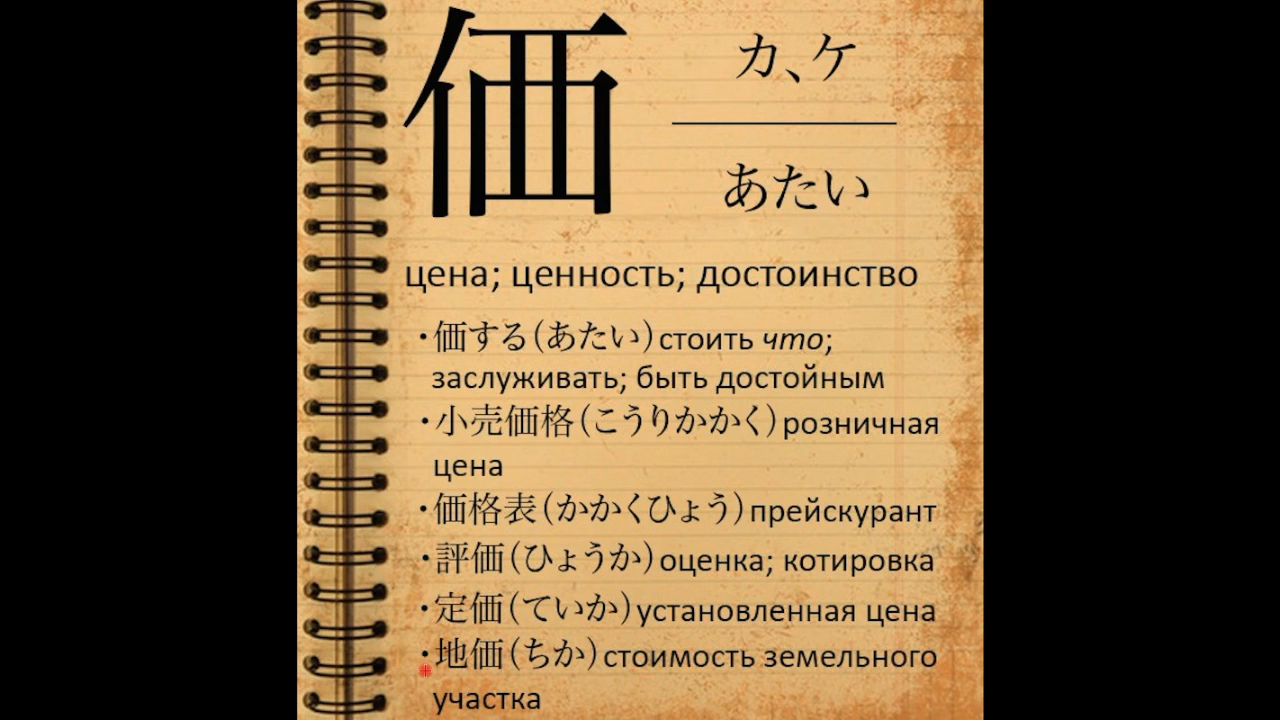 価
カ、ケ
あたい
цена; ценность; достоинство
・価する(あたい)стоить что;
заслуживать; быть достойным
・小売価格(こうりかかく)розничная
цена
・価格表(かかくひょう)прейскурант
・評価(ひょうか)оценка; котировка
・定価(ていか)установленная цена
・地価(ちか)стоимость земельного
участка